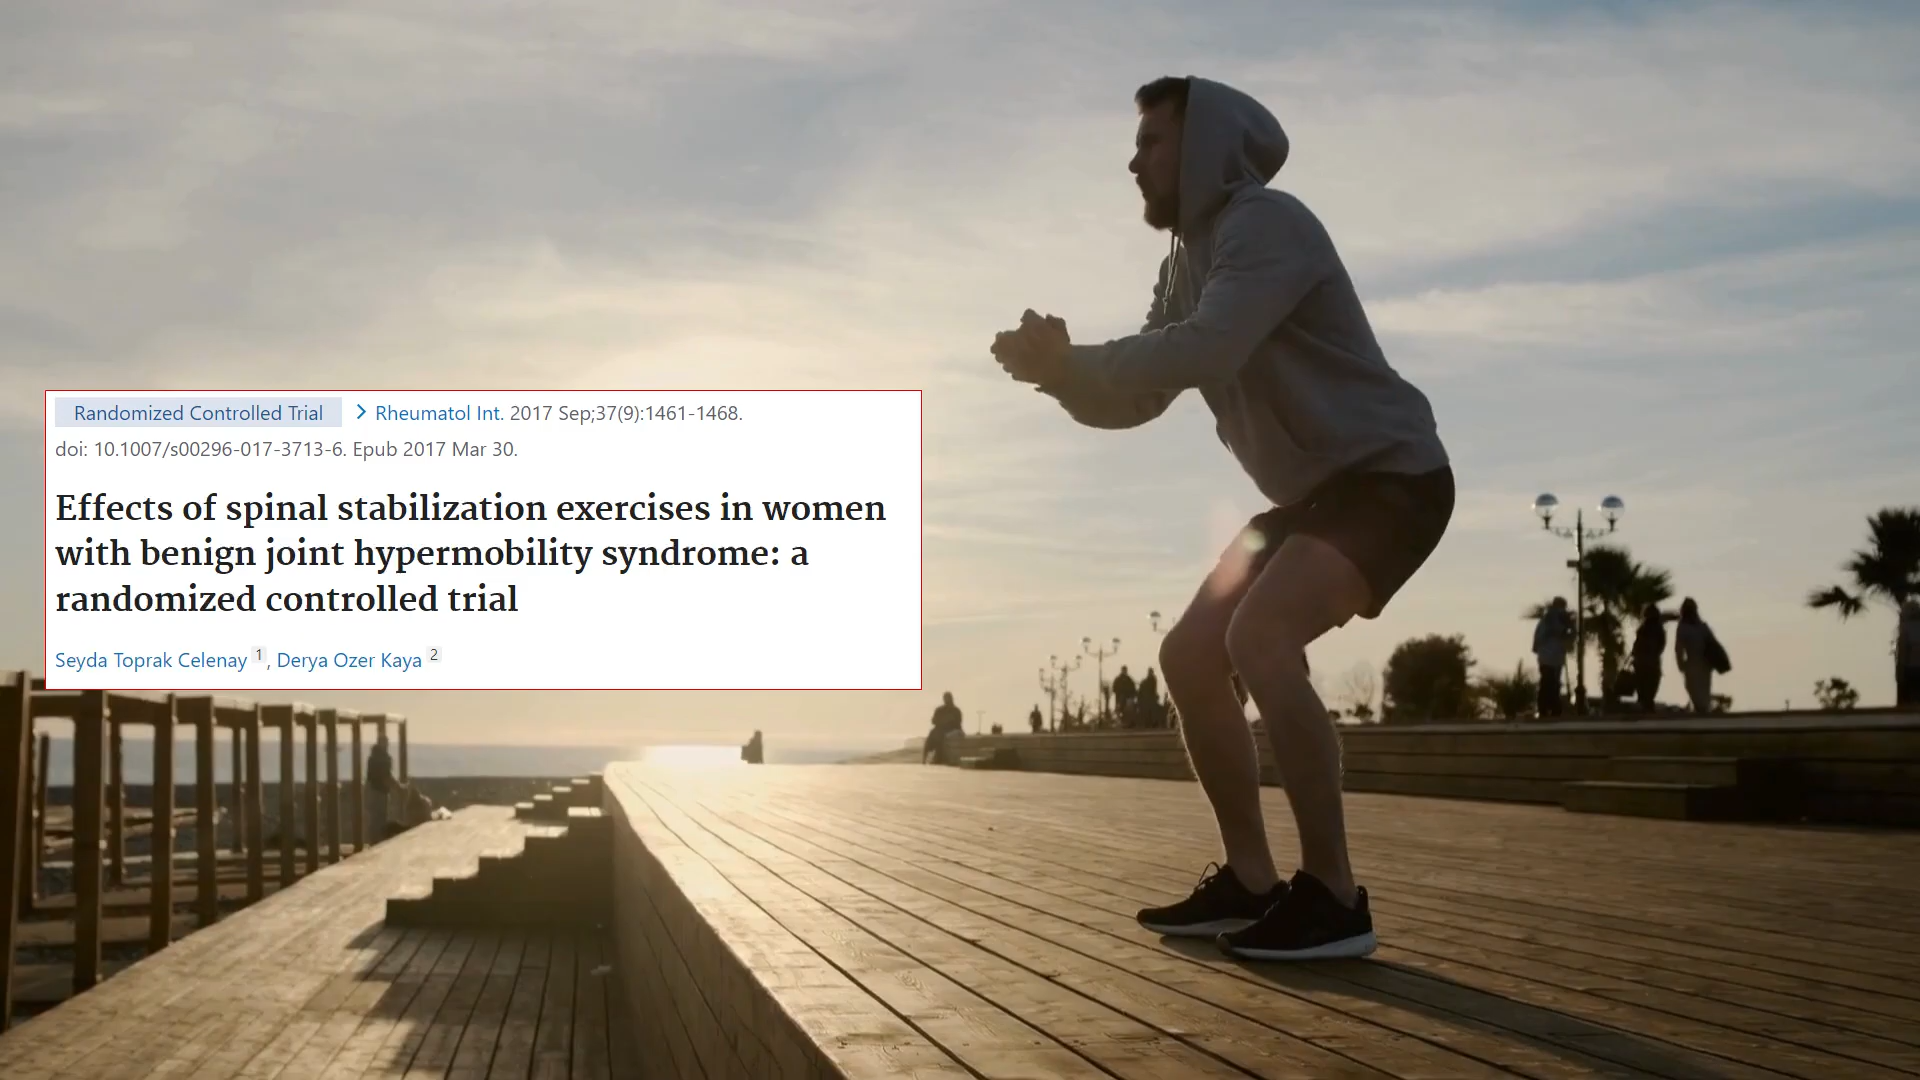 Randomized Controlled Trial > Rheumatol Int. 2017 Sep;37(9):1461-1468.
doi: 10.1007/s00296-017-3713-6. Epub 2017 Mar 30.
Effects of spinal stabilization exercises in women
with benign joint hypermobility syndrome: a
randomized controlled trial
Seyda Toprak Celenay 1, Derya Ozer Kaya 2